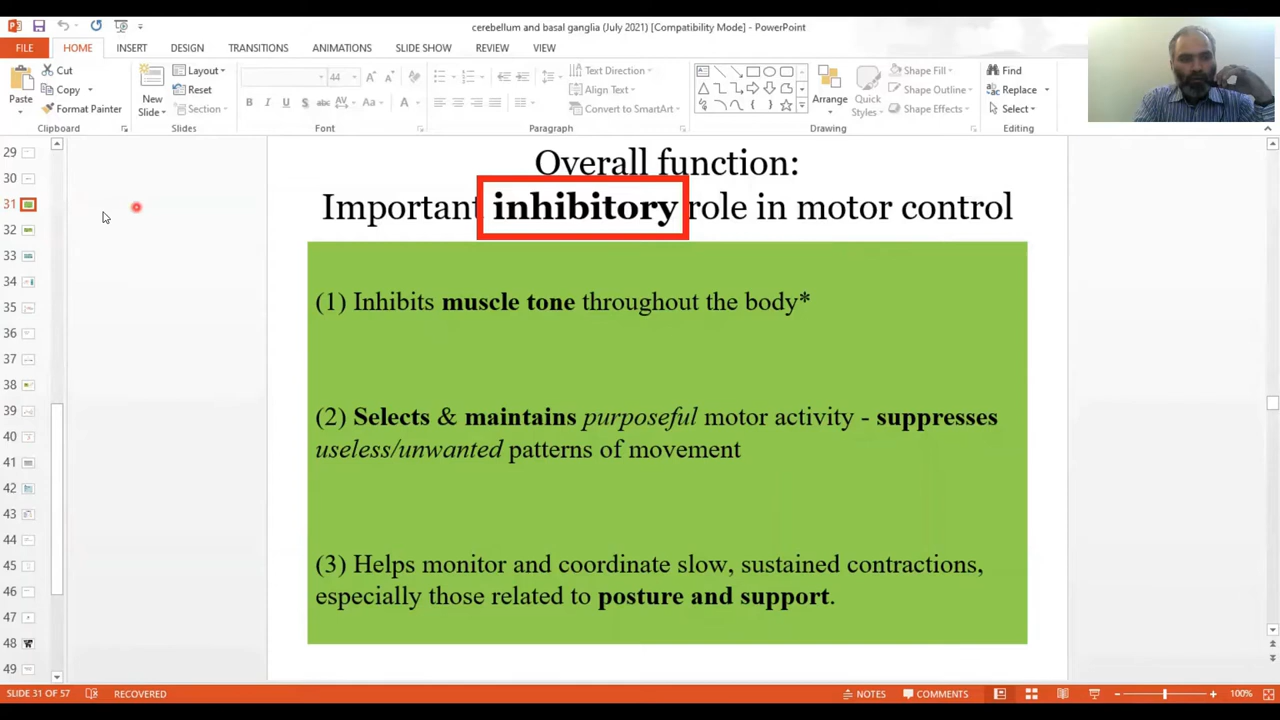 cerebellum and basal ganglia (July 2021) [Compatibility Mode] - PowerPoint
FILE HOME INSERT DESIGN TRANSITIONS ANIMATIONS SLIDE SHOW REVIEW VIEW
Cut
Copy
Format Painter
Paste
Clipboard
New
Slide
Layout
Reset
Section
Slides
44
B I U S abc AV Aa A
Font
Text Direction
Align Text
Convert to SmartArt
Paragraph
Arrange
Quick
Styles
Shape Fill
Shape Outline
Shape Effects
Drawing
Find
Replace
Select
Editing
29
30
31
32
33
34
35
36
37
38
39
40
41
42
43
44
45
46
47
48
49
Overall function:
Important inhibitory role in motor control
(1) Inhibits muscle tone throughout the body*
(2) Selects & maintains purposeful motor activity - suppresses
useless/unwanted patterns of movement
(3) Helps monitor and coordinate slow, sustained contractions,
especially those related to posture and support.
SLIDE 31 OF 57 RECOVERED NOTES COMMENTS 100%